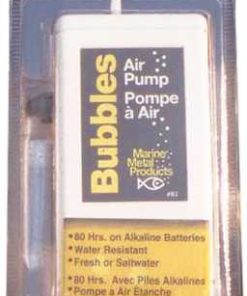 Bubbles
Air
Pump
Pompe
à Air
Marine
Metal
Products
• 80 Hrs. on Alkaline Batteries
• Water Resistant
• Fresh or Saltwater
• 80 Hrs. Avec Piles Alkalines
• Pompe à Air Étanche